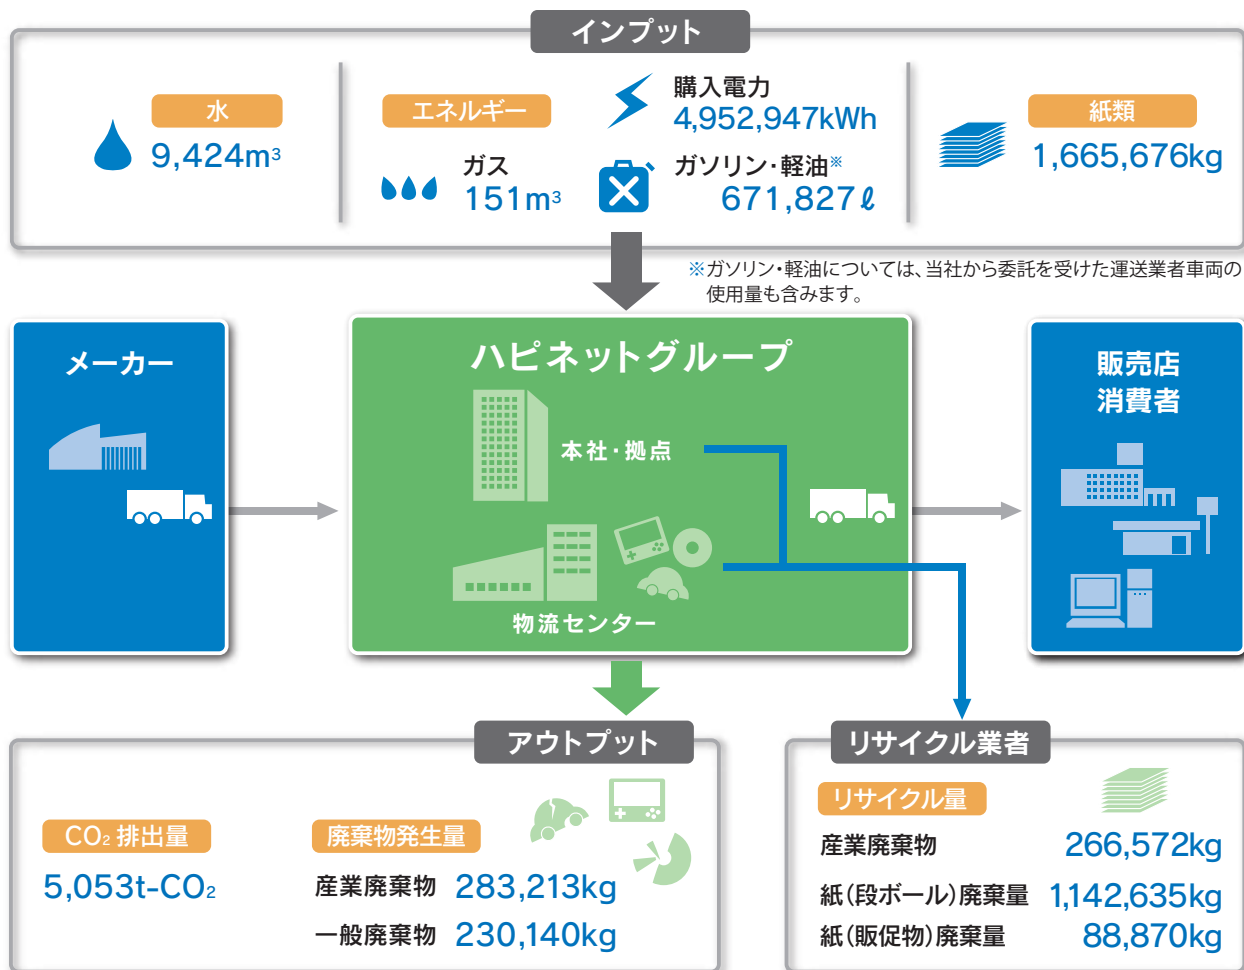 インプット
水
9,424m³
エネルギー
ガス
151m³
購入電力
4,952,947kWh
ガソリン・軽油※
671,827ℓ
紙類
1,665,676kg
※ガソリン・軽油については、当社から委託を受けた運送業者車両の
使用量も含みます。
メーカー
ハピネットグループ
本社・拠点
物流センター
販売店
消費者
アウトプット
CO₂排出量
5,053t-CO₂
廃棄物発生量
産業廃棄物 283,213kg
一般廃棄物 230,140kg
リサイクル業者
リサイクル量
産業廃棄物 266,572kg
紙(段ボール)廃棄量 1,142,635kg
紙(販促物)廃棄量 88,870kg